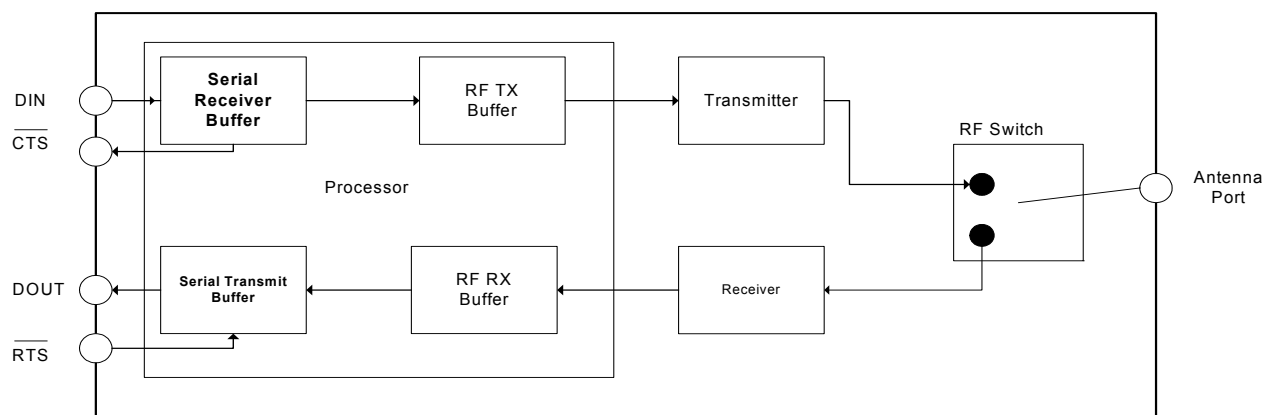 DIN
CTS
Serial
Receiver
Buffer
RF TX
Buffer
Transmitter
RF Switch
Antenna
Port
Processor
DOUT
RTS
Serial Transmit
Buffer
RF RX
Buffer
Receiver